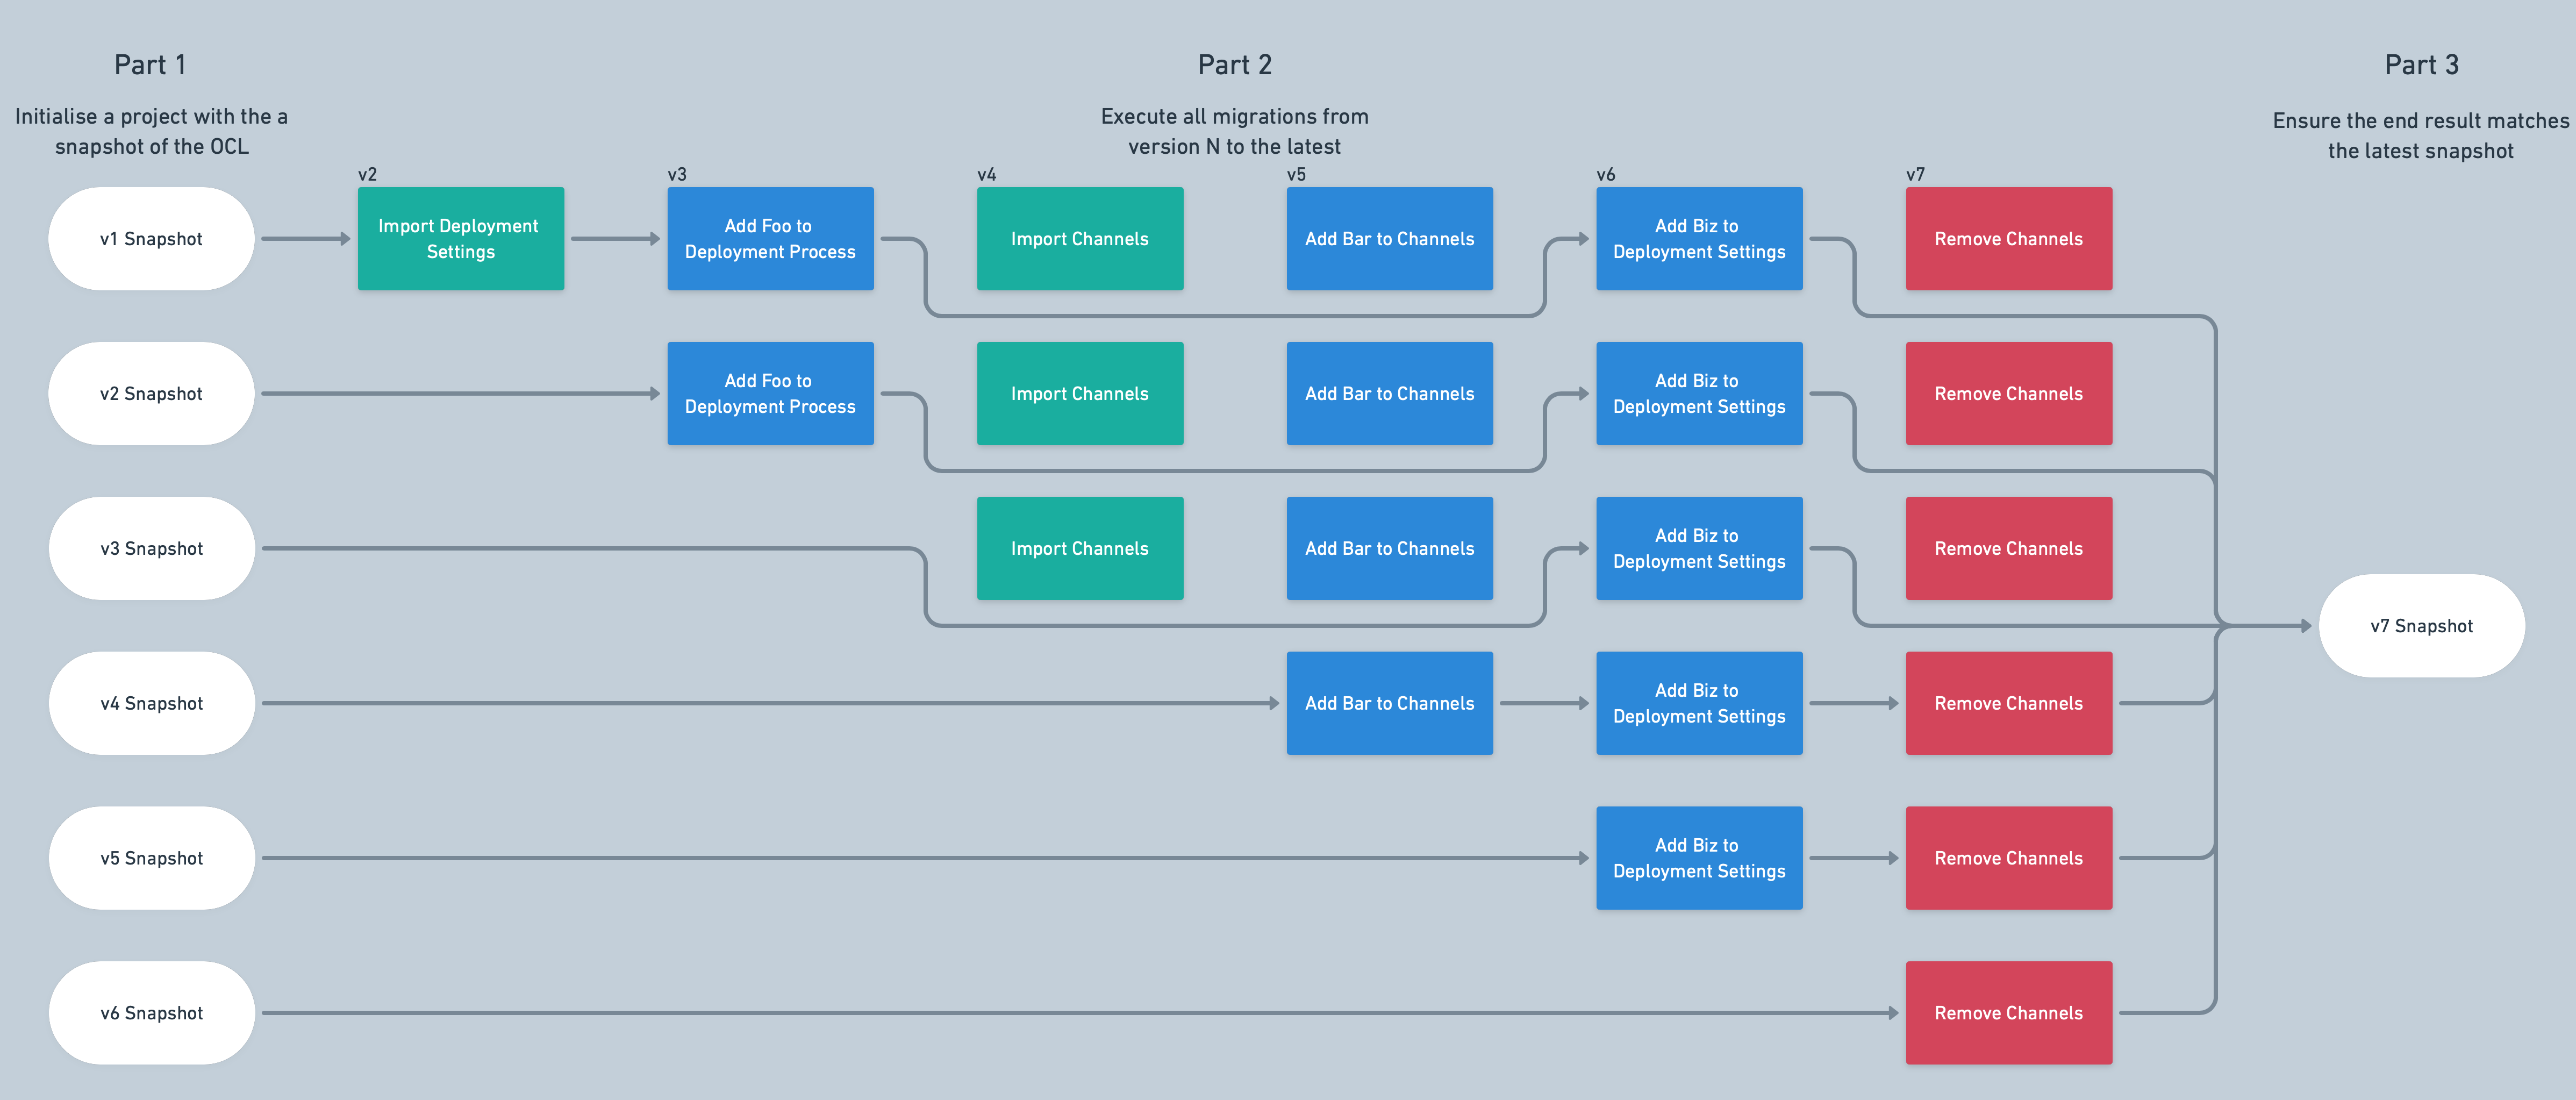 Part 1
Initialise a project with the a
snapshot of the OCL
Part 2
Execute all migrations from
version N to the latest
Part 3
Ensure the end result matches
the latest snapshot
v2
v3
v4
v5
v6
v7
v1 Snapshot
Import Deployment
Settings
Add Foo to
Deployment Process
Import Channels
Add Bar to Channels
Add Biz to
Deployment Settings
Remove Channels
v2 Snapshot
Add Foo to
Deployment Process
Import Channels
Add Bar to Channels
Add Biz to
Deployment Settings
Remove Channels
v3 Snapshot
Import Channels
Add Bar to Channels
Add Biz to
Deployment Settings
Remove Channels
v7 Snapshot
v4 Snapshot
Add Bar to Channels
Add Biz to
Deployment Settings
Remove Channels
v5 Snapshot
Add Biz to
Deployment Settings
Remove Channels
v6 Snapshot
Remove Channels